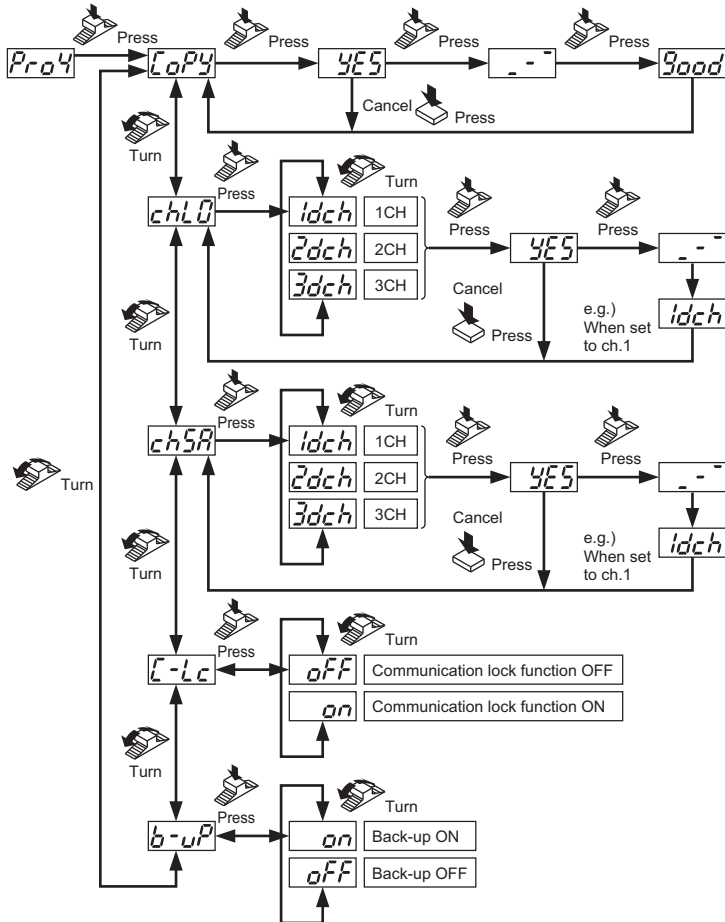 Press Press Press Press
Pro4 CoPY YES _ - ¯ Good
Cancel
Press
Turn
Press Turn
chLO 1dch 1CH
2dch 2CH
3dch 3CH
Press Press
YES _ - ¯
Cancel
Press
e.g.)
When set
to ch.1
1dch
Turn
Press Turn
chSA 1dch 1CH
2dch 2CH
3dch 3CH
Press Press
YES _ - ¯
Cancel
Press
e.g.)
When set
to ch.1
1dch
Turn
Turn
Press Turn
C-Lc oFF Communication lock function OFF
on Communication lock function ON
Turn
Press Turn
b-uP on Back-up ON
oFF Back-up OFF